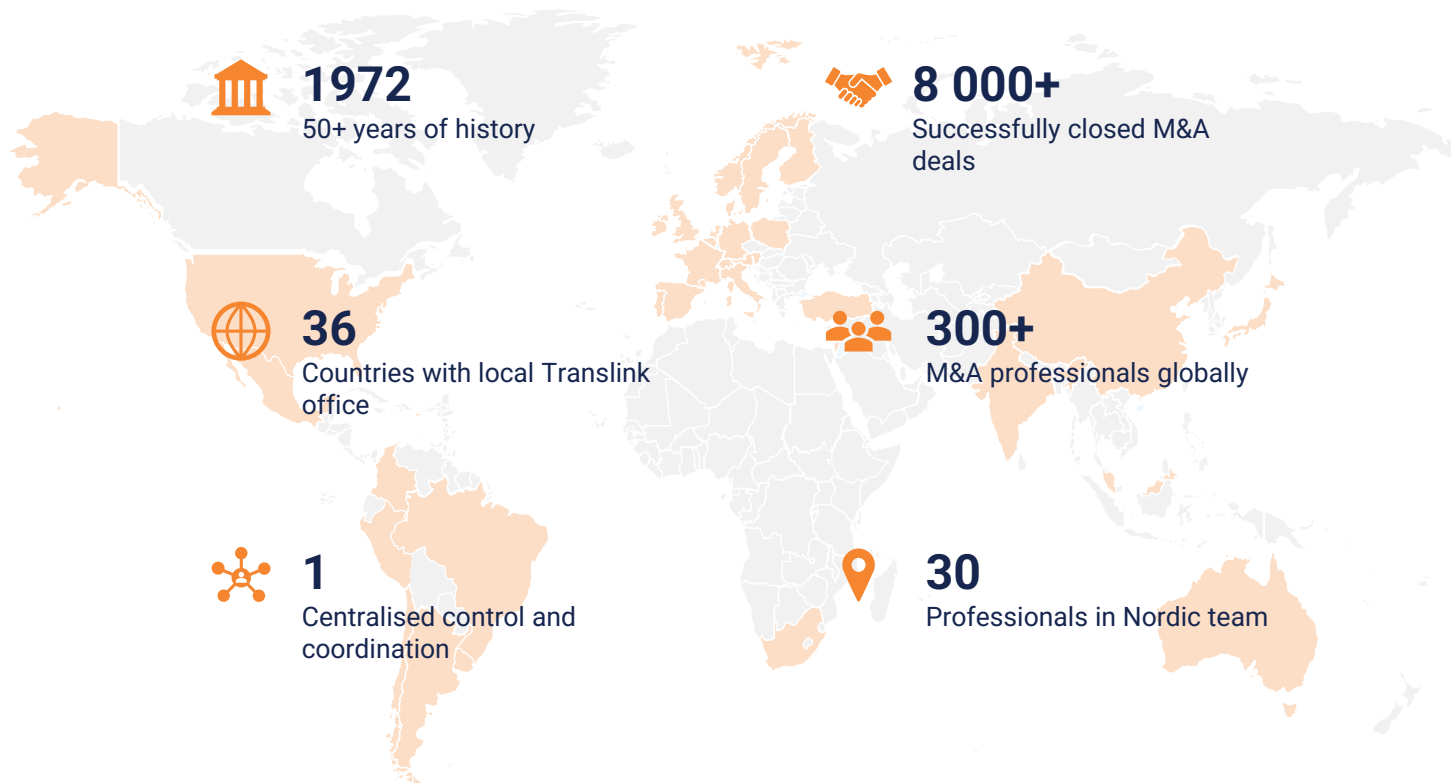 1972
50+ years of history
8 000+
Successfully closed M&A
deals
36
Countries with local Translink
office
300+
M&A professionals globally
1
Centralised control and
coordination
30
Professionals in Nordic team